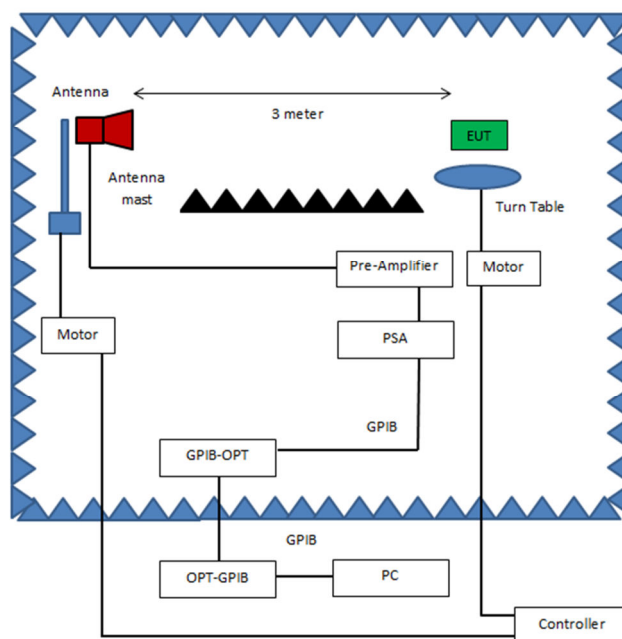 Antenna
3 meter
EUT
Antenna
mast
Turn Table
Pre-Amplifier
Motor
Motor
PSA
GPIB
GPIB-OPT
GPIB
OPT-GPIB
PC
Controller